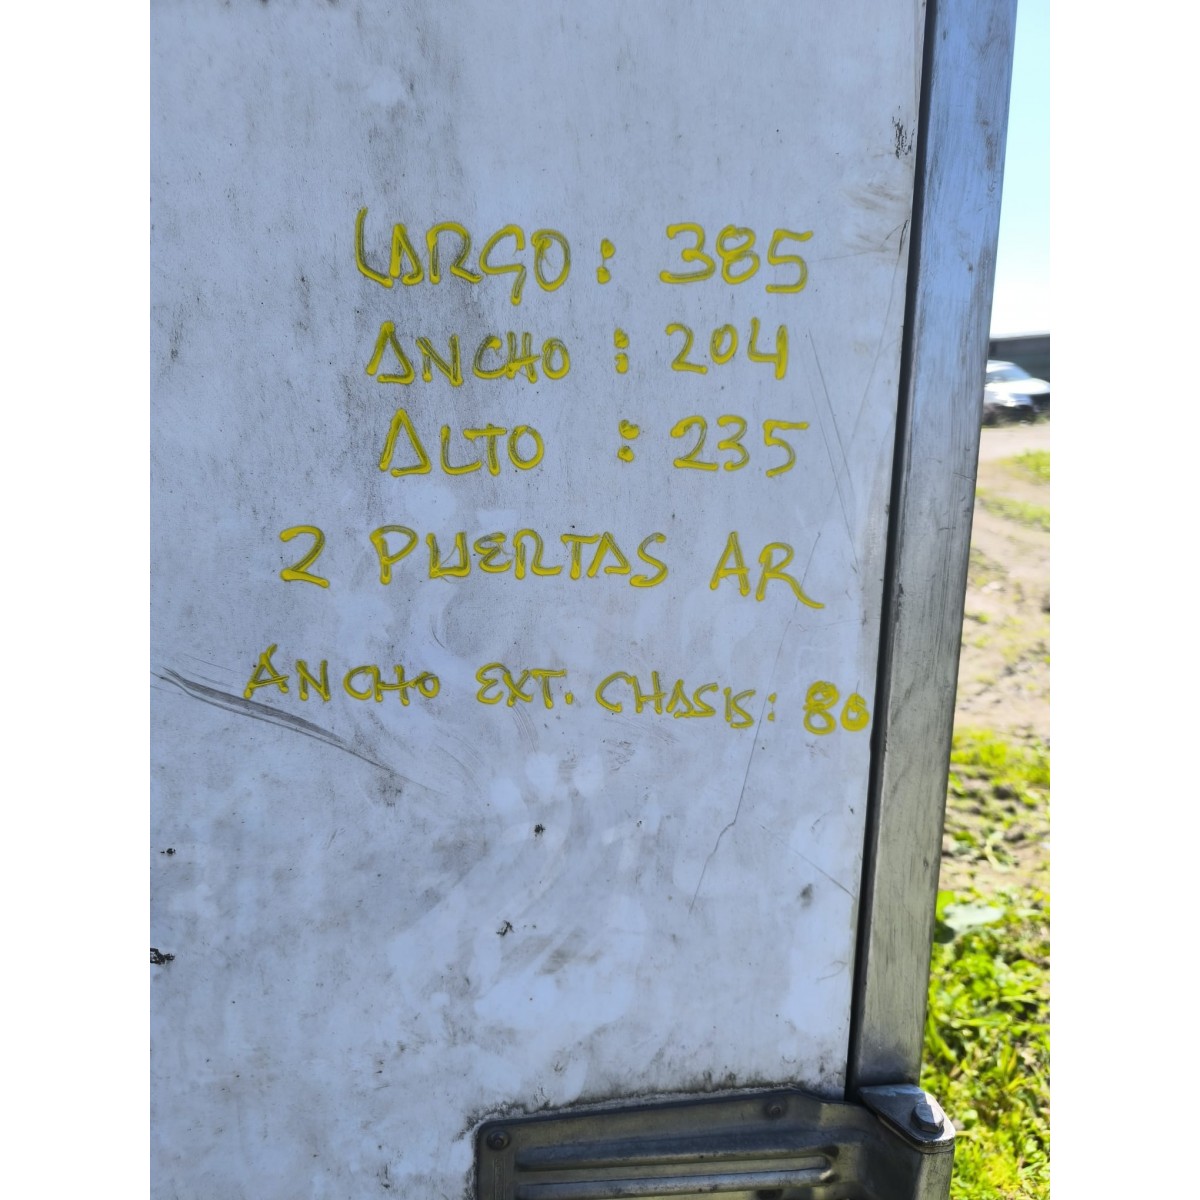 LARGO: 385
ANCHO: 204
ALTO: 235
2 PUERTAS AR
ANCHO EXT. CHASIS: 80